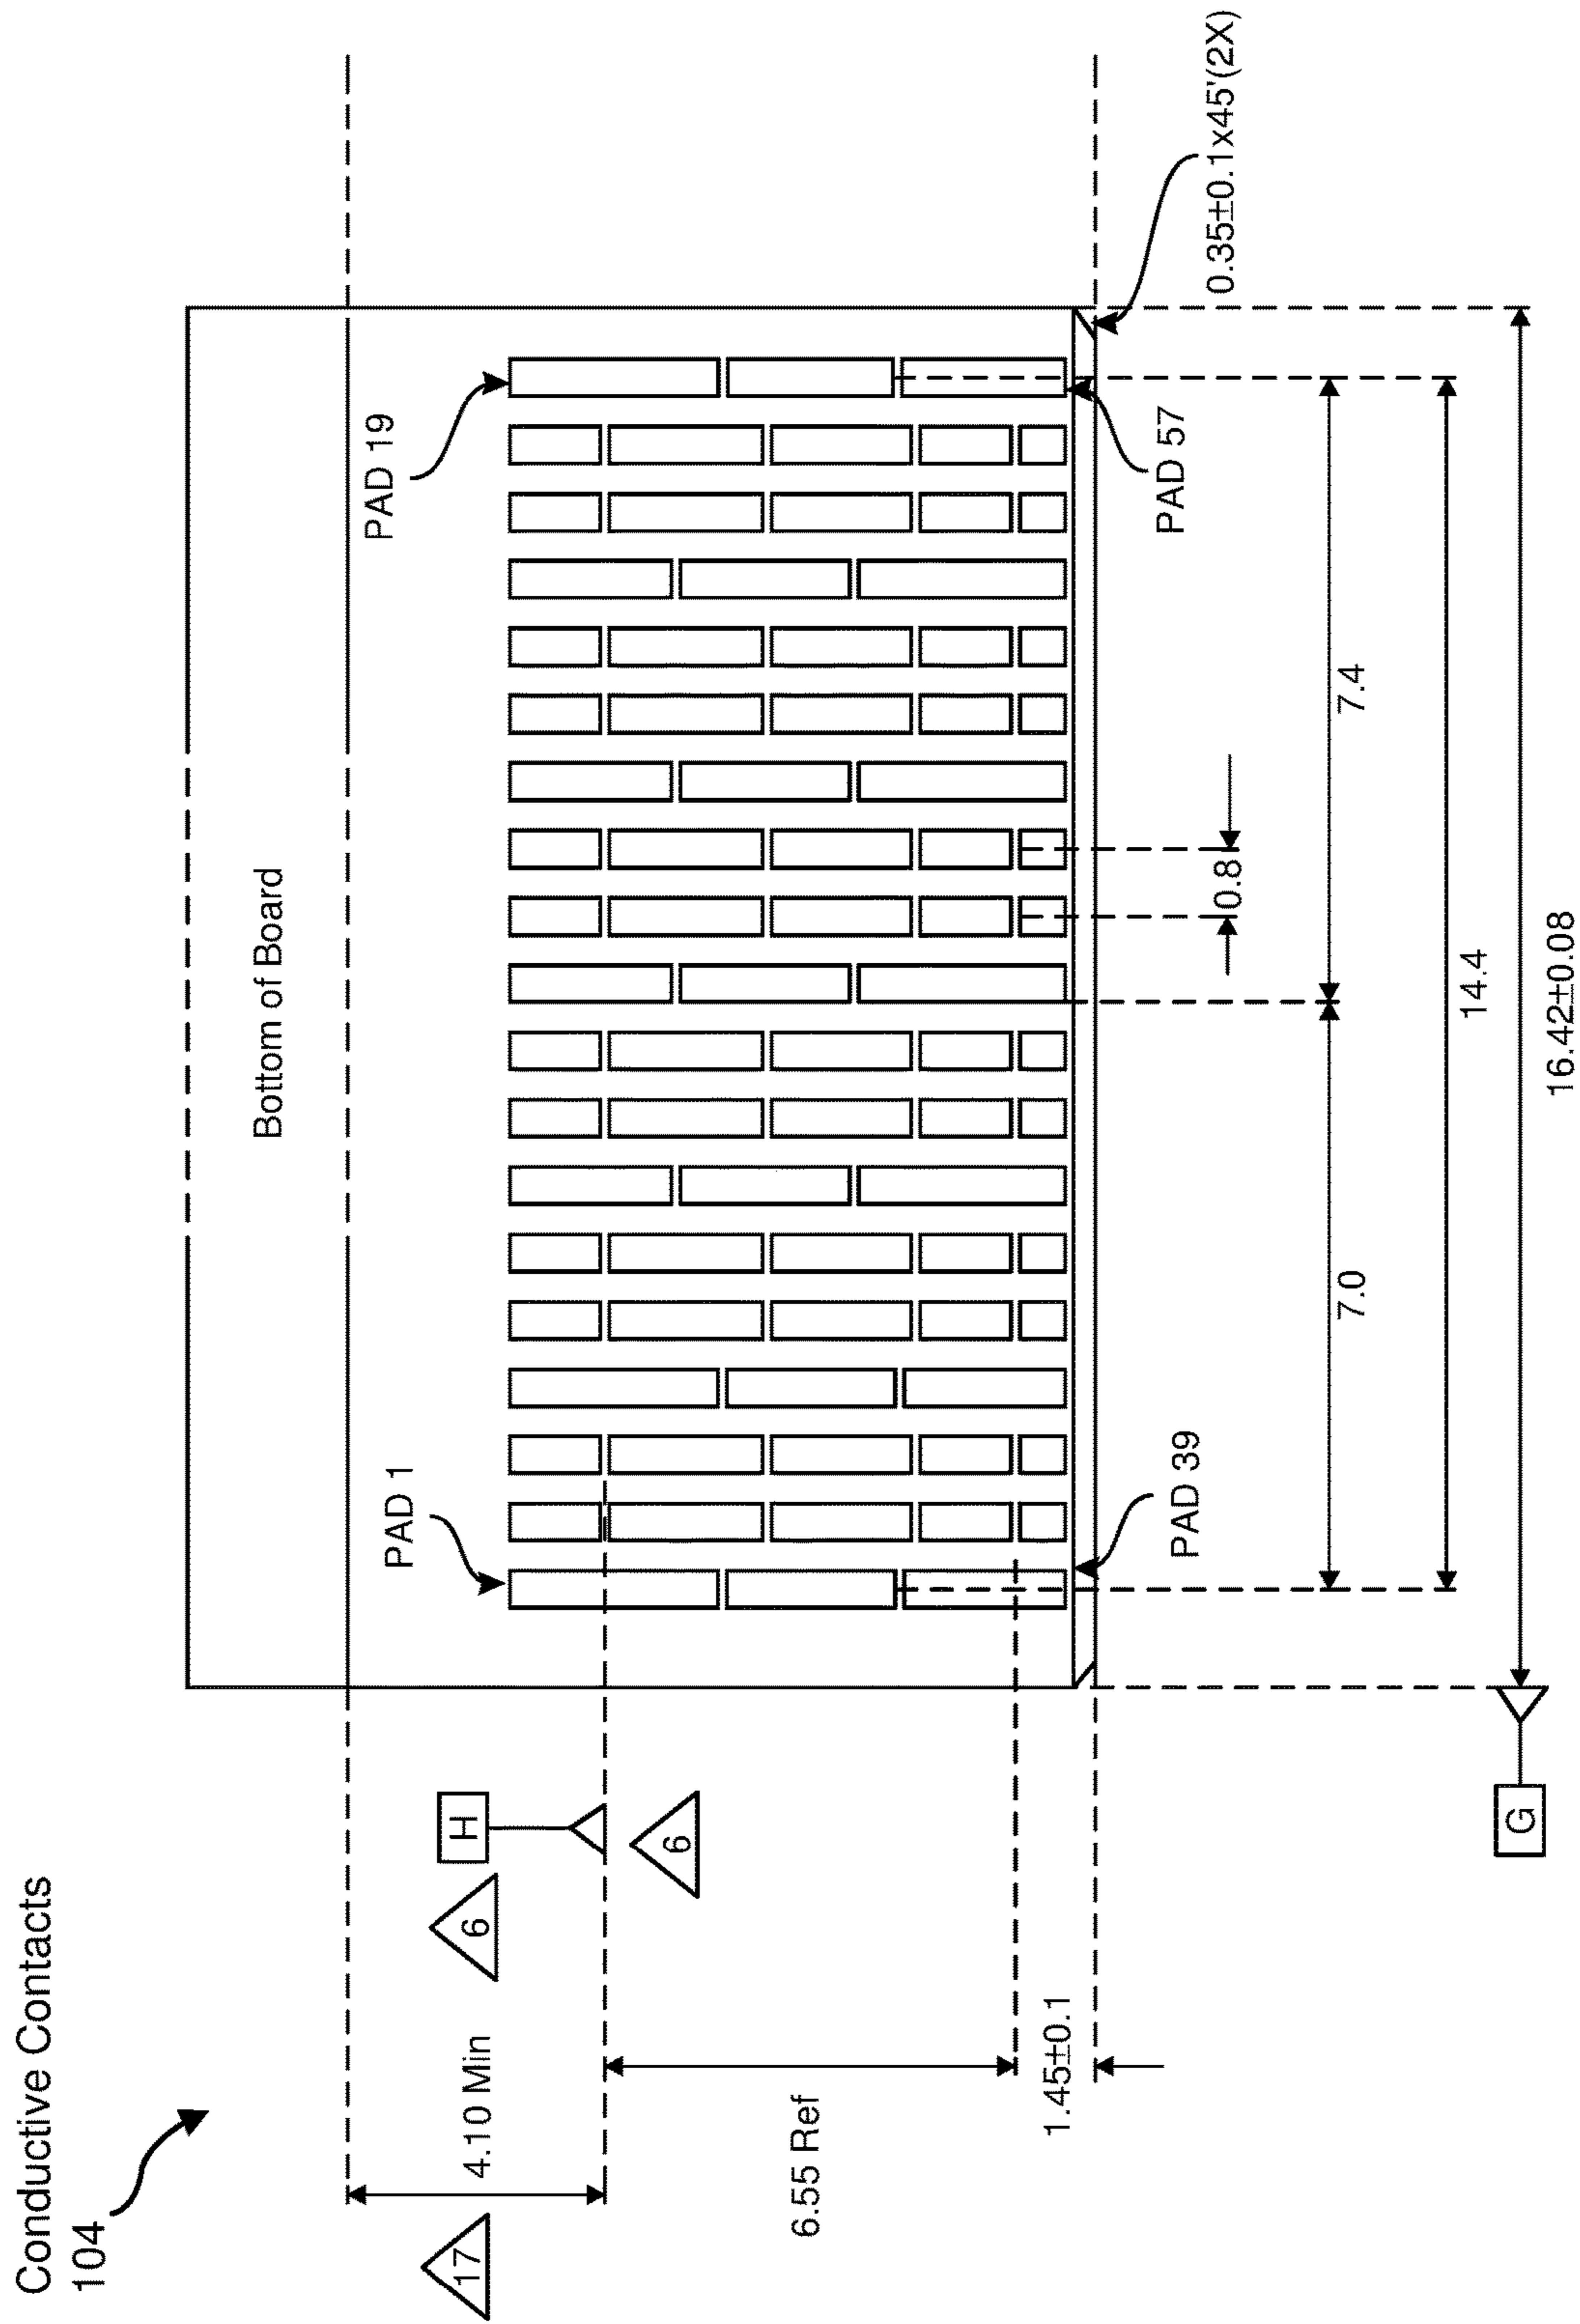 Conductive Contacts
104
Bottom of Board
PAD 1
PAD 19
17
4.10 Min
6
H
6
6.55 Ref
1.45±0.1
PAD 39
PAD 57
0.35±0.1x45'(2X)
0.8
7.0
7.4
14.4
G
16.42±0.08